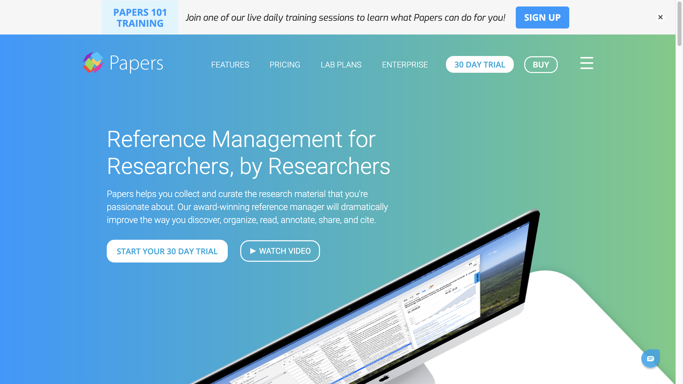 PAPERS 101
TRAINING
Join one of our live daily training sessions to learn what Papers can do for you!
SIGN UP
×
Papers
FEATURES
PRICING
LAB PLANS
ENTERPRISE
30 DAY TRIAL
BUY
Reference Management for
Researchers, by Researchers
Papers helps you collect and curate the research material that you're
passionate about. Our award-winning reference manager will dramatically
improve the way you discover, organize, read, annotate, share, and cite.
START YOUR 30 DAY TRIAL
WATCH VIDEO